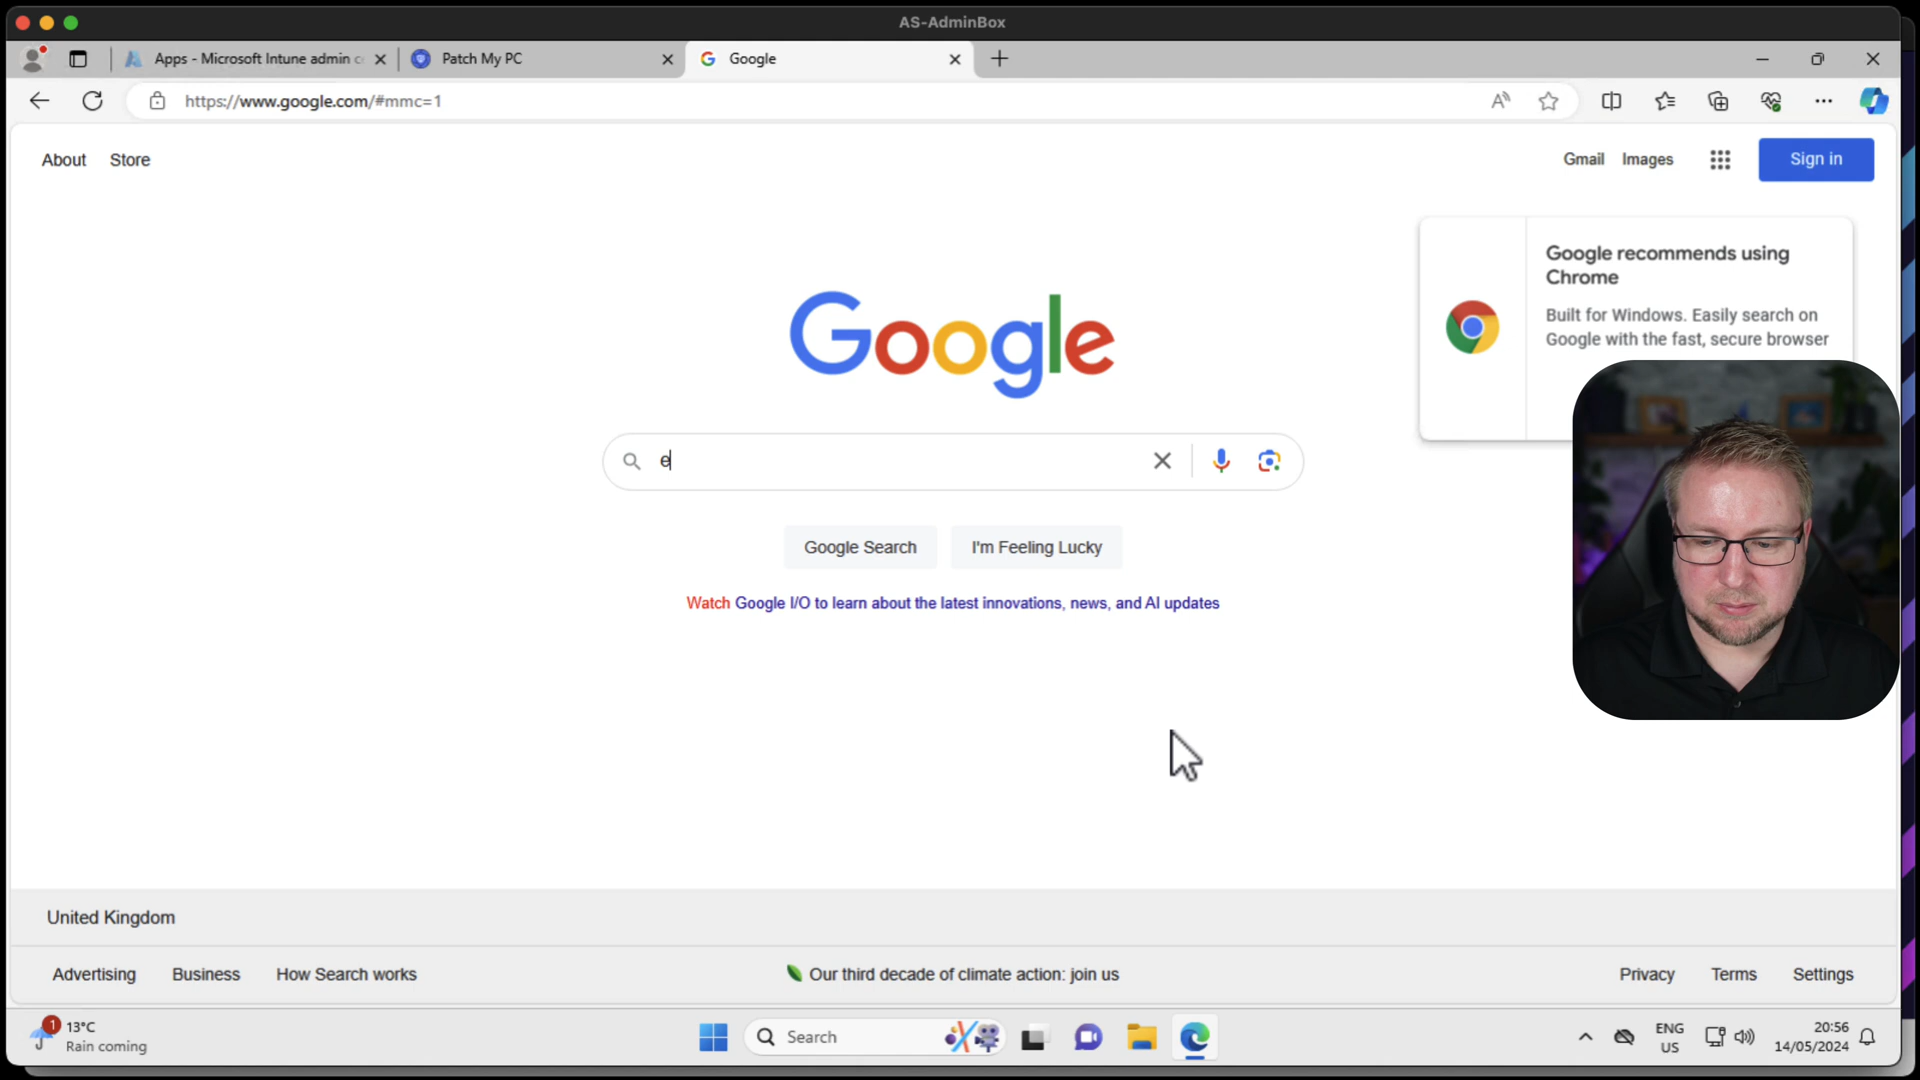 AS-AdminBox
Apps - Microsoft Intune admin c
Patch My PC
Google
https://www.google.com/#mmc=1
About
Store
Gmail
Images
Sign in
Google recommends using
Chrome
Built for Windows. Easily search on
Google with the fast, secure browser
Google
e
Google Search
I'm Feeling Lucky
Watch Google I/O to learn about the latest innovations, news, and AI updates
United Kingdom
Advertising
Business
How Search works
Our third decade of climate action: join us
Privacy
Terms
Settings
1
13°C
Rain coming
Search
ENG
US
20:56
14/05/2024